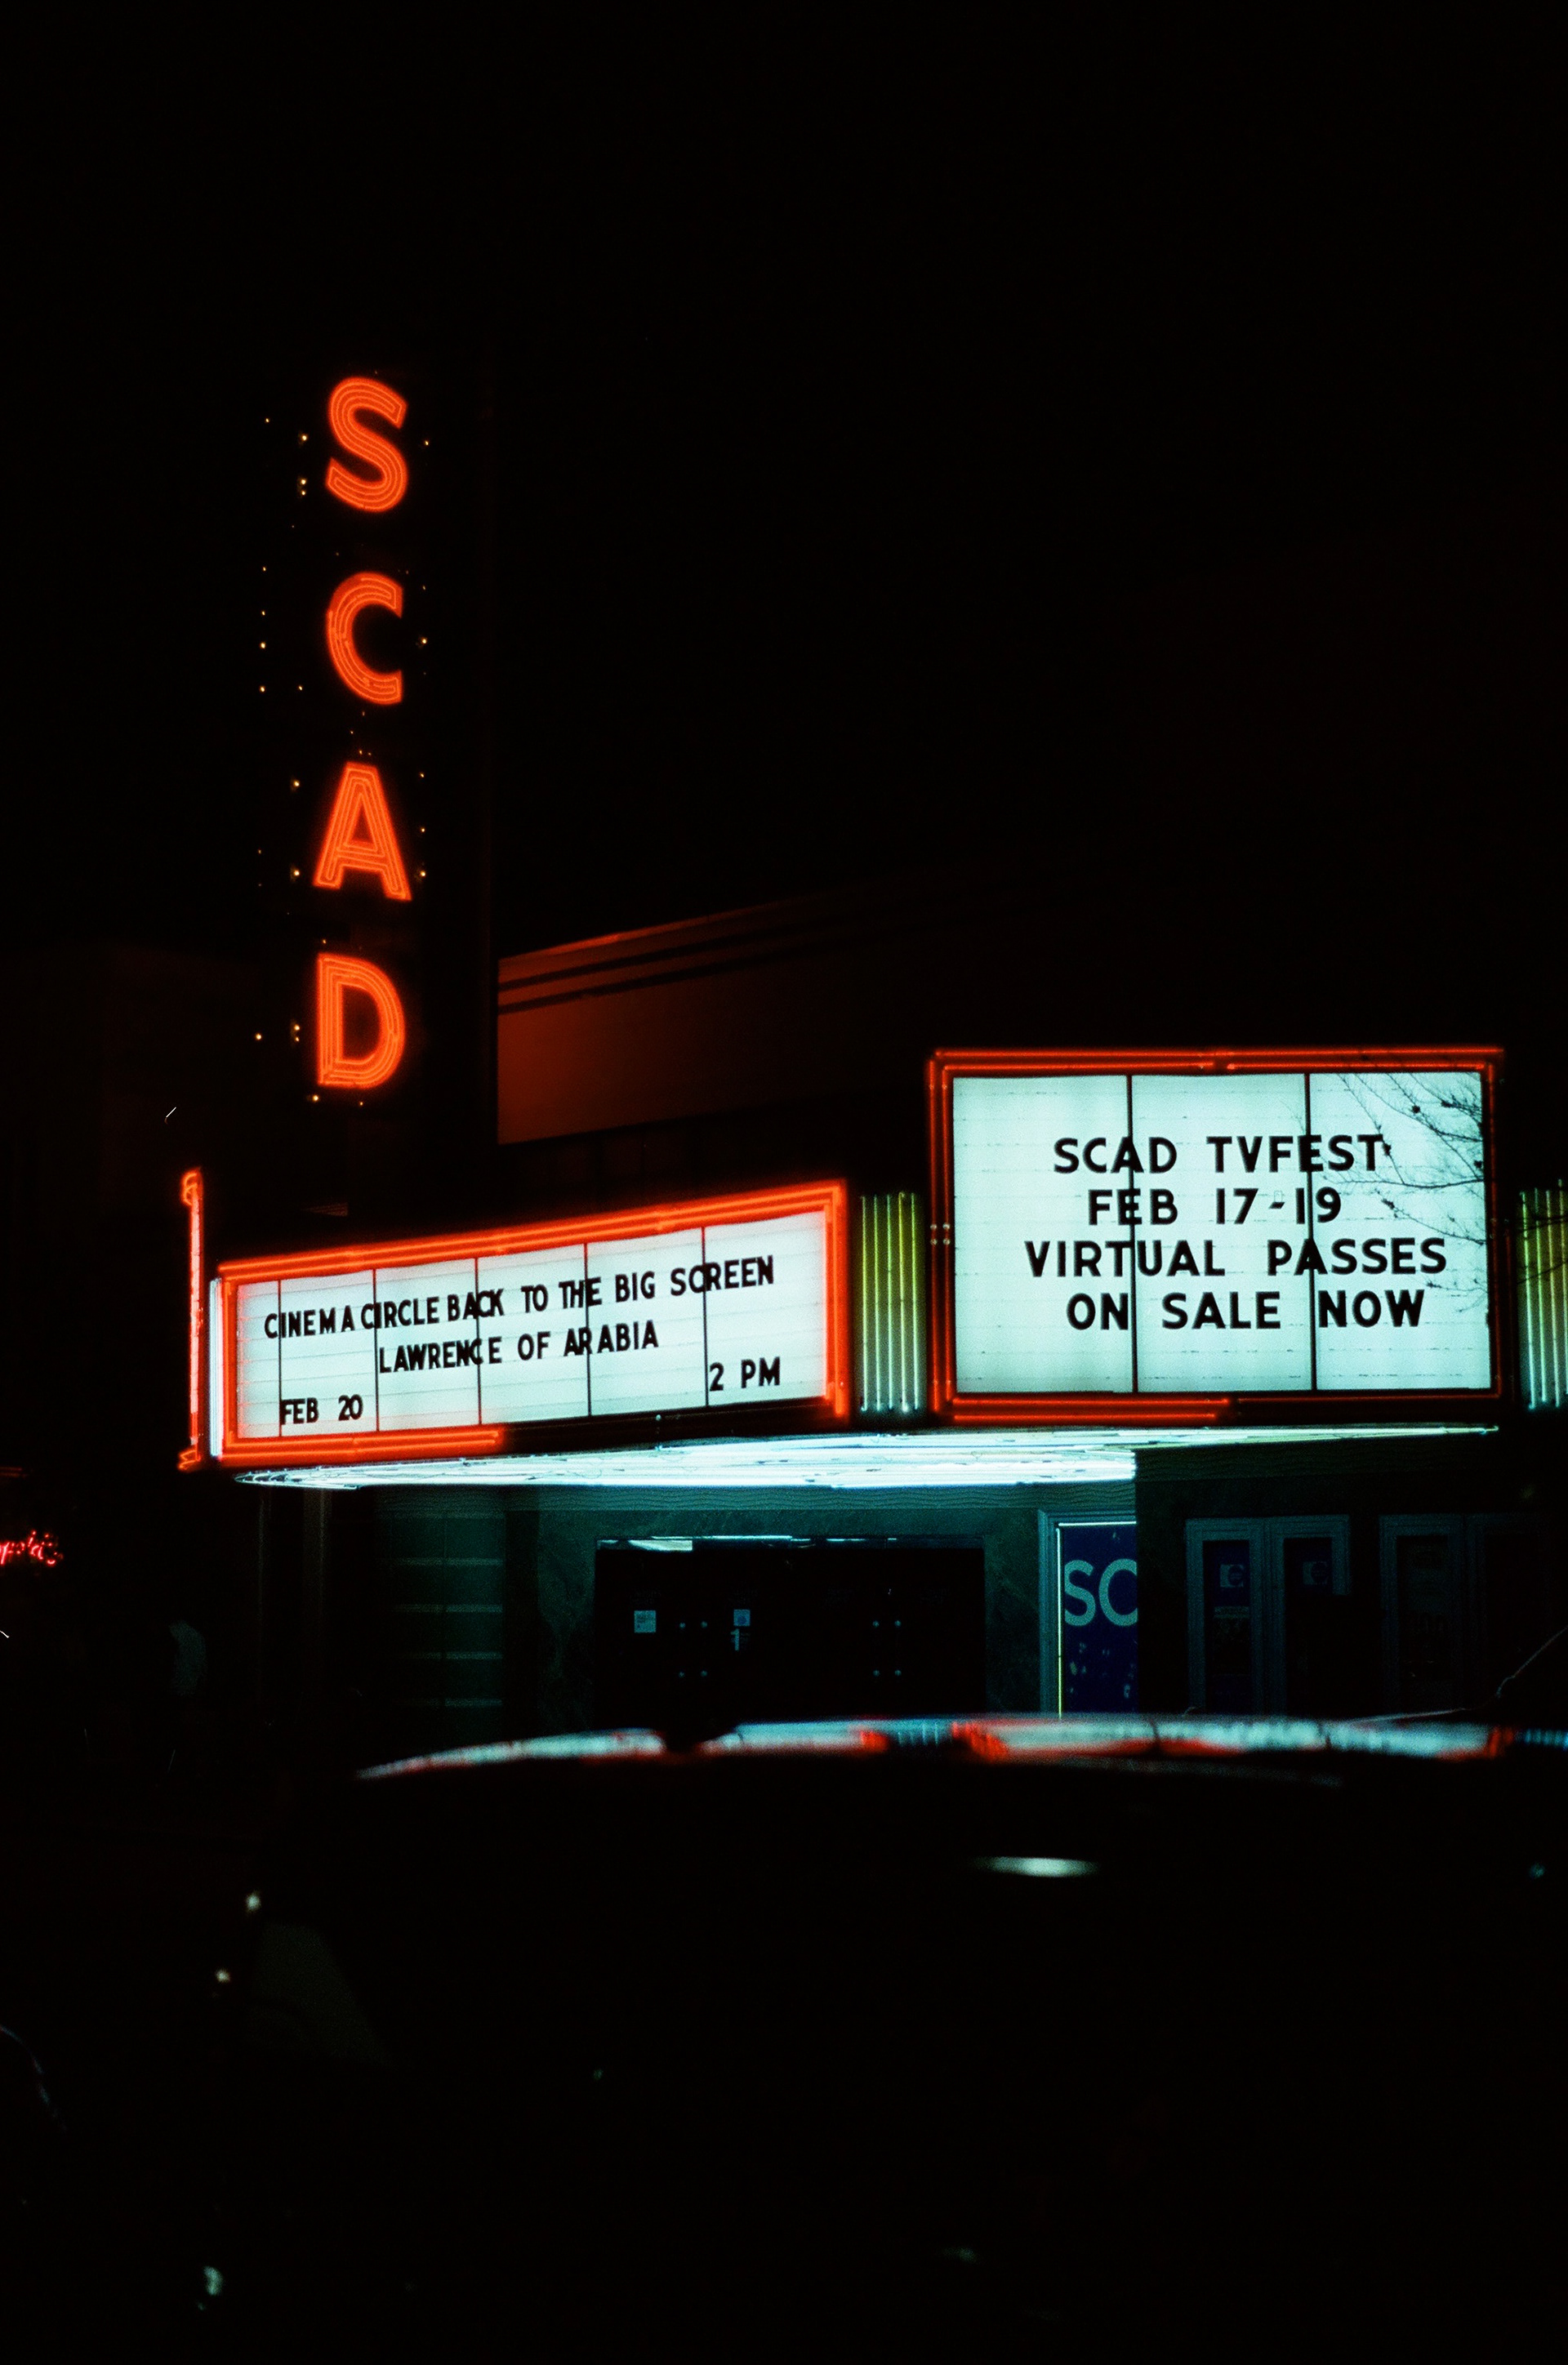 SCAD
CINEMA CIRCLE BACK TO THE BIG SCREEN
LAWRENCE OF ARABIA
FEB 20 2 PM
SCAD TVFEST
FEB 17-19
VIRTUAL PASSES
ON SALE NOW
SC